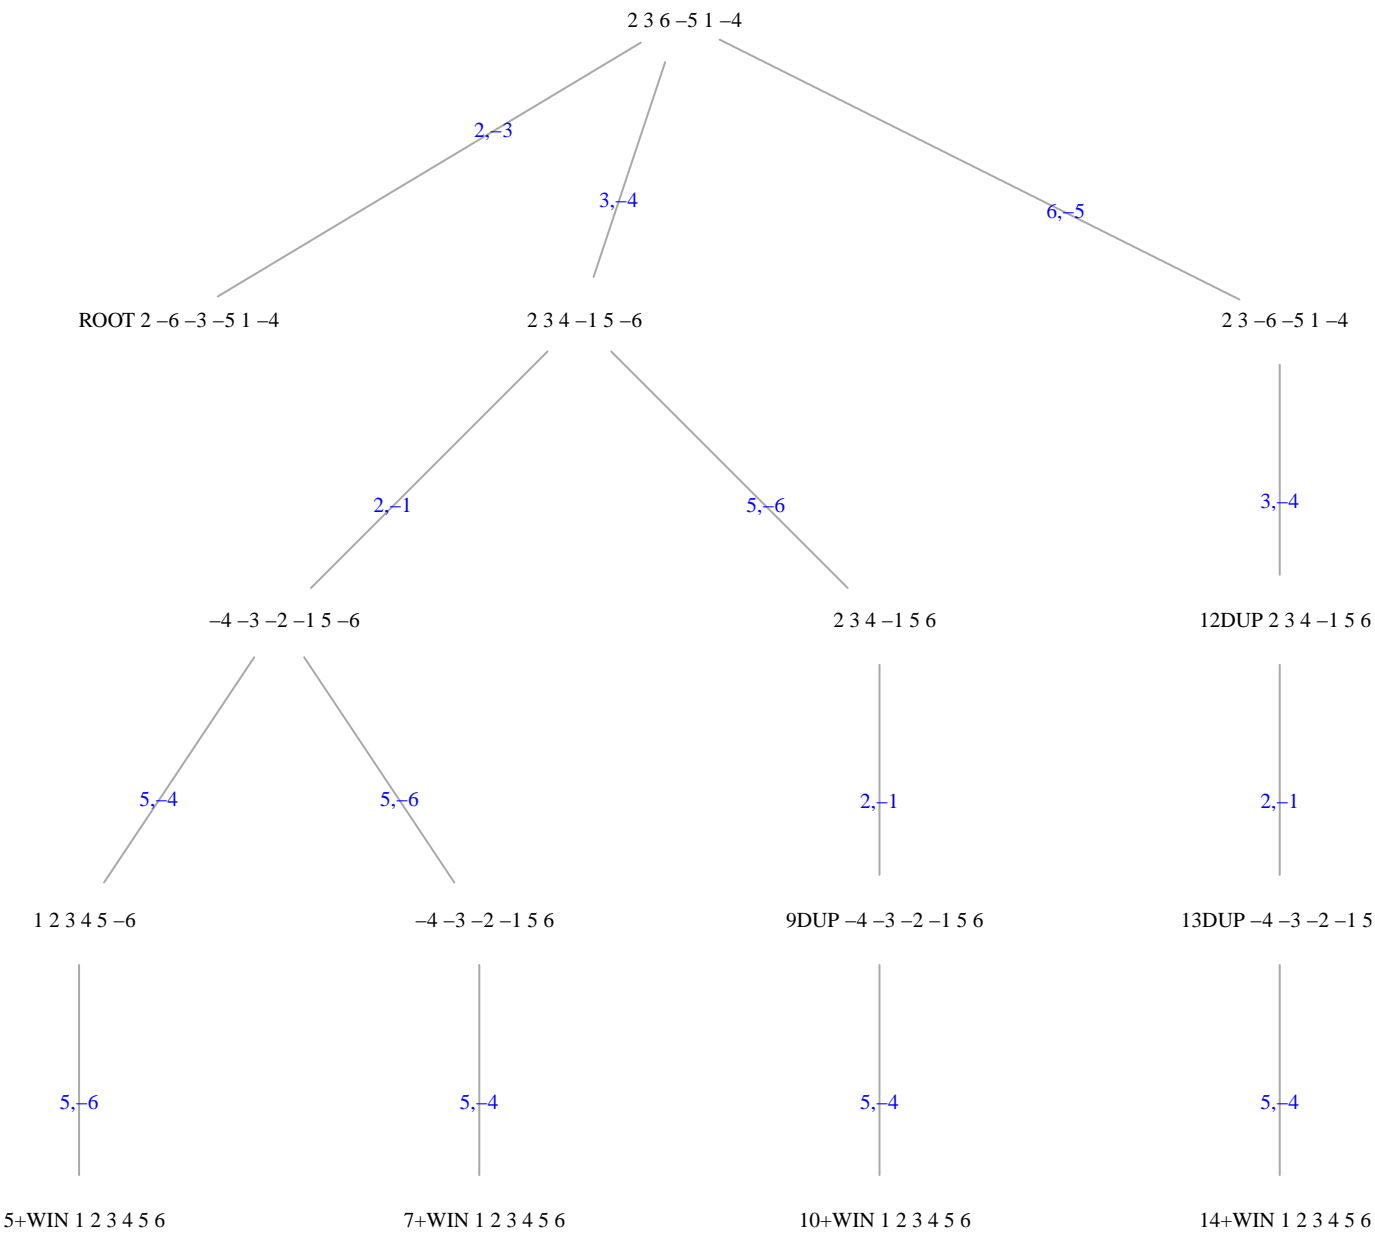 2 3 6 –5 1 –4
2,–3
3,–4
6,–5
ROOT 2 –6 –3 –5 1 –4
2 3 4 –1 5 –6
2 3 –6 –5 1 –4
2,–1
5,–6
3,–4
–4 –3 –2 –1 5 –6
2 3 4 –1 5 6
12DUP 2 3 4 –1 5 6
5,–4
5,–6
2,–1
2,–1
1 2 3 4 5 –6
–4 –3 –2 –1 5 6
9DUP –4 –3 –2 –1 5 6
13DUP –4 –3 –2 –1 5
5,–6
5,–4
5,–4
5,–4
5+WIN 1 2 3 4 5 6
7+WIN 1 2 3 4 5 6
10+WIN 1 2 3 4 5 6
14+WIN 1 2 3 4 5 6